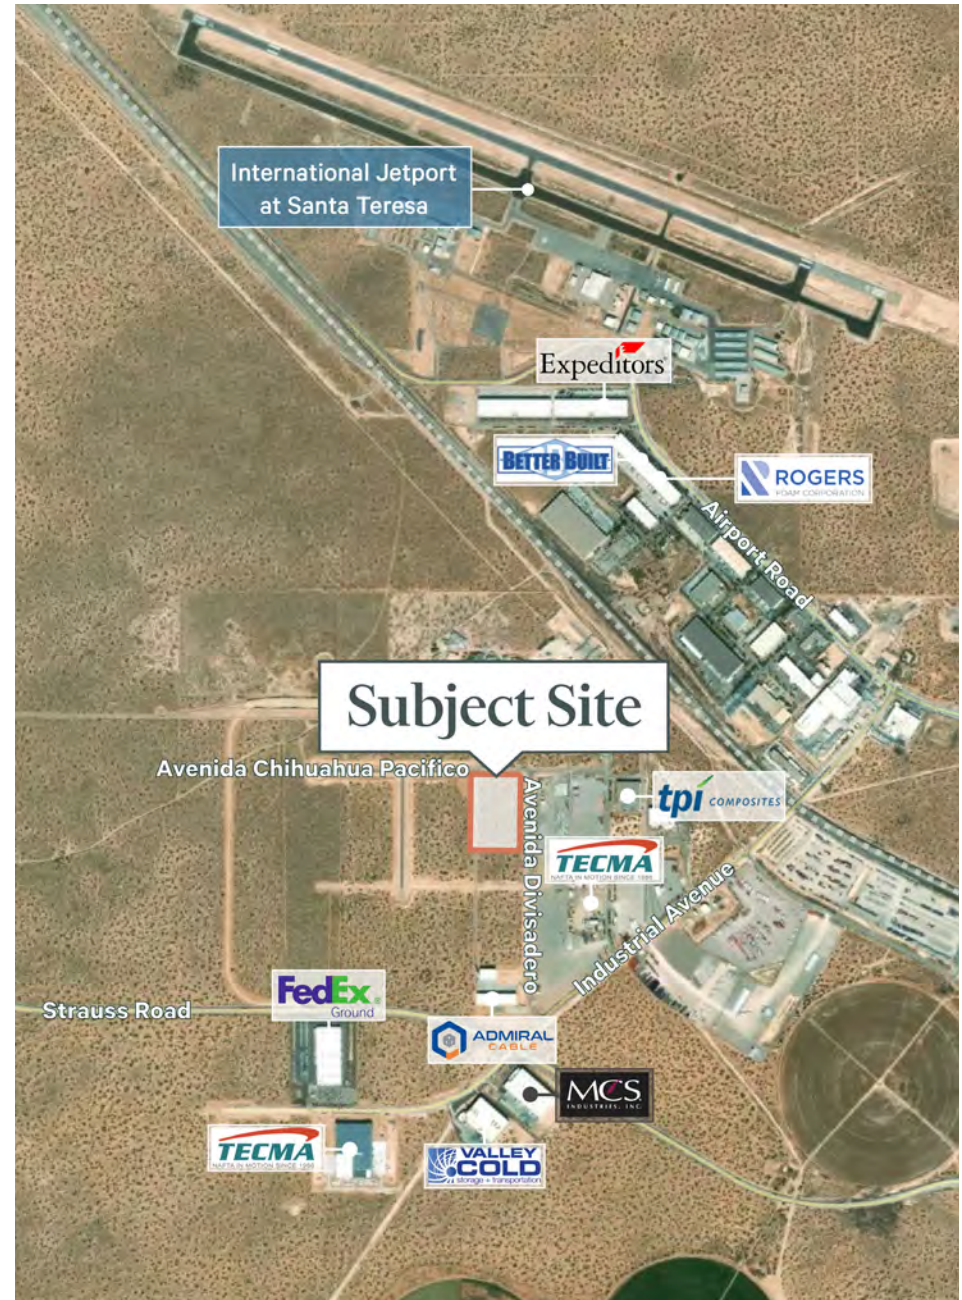 International Jetport
at Santa Teresa
Expeditors
BETTER BUILT
ROGERS
FOAM CORPORATION
Airport Road
Subject Site
Avenida Chihuahua Pacifico
Avenida Divisadero
tpi COMPOSITES
TECMA
NAFTA IN MOTION SINCE 1986
Industrial Avenue
FedEx
Ground
Strauss Road
ADMIRAL
CABLE
MCS
INDUSTRIES, INC.
TECMA
NAFTA IN MOTION SINCE 1986
VALLEY
COLD
storage + transportation